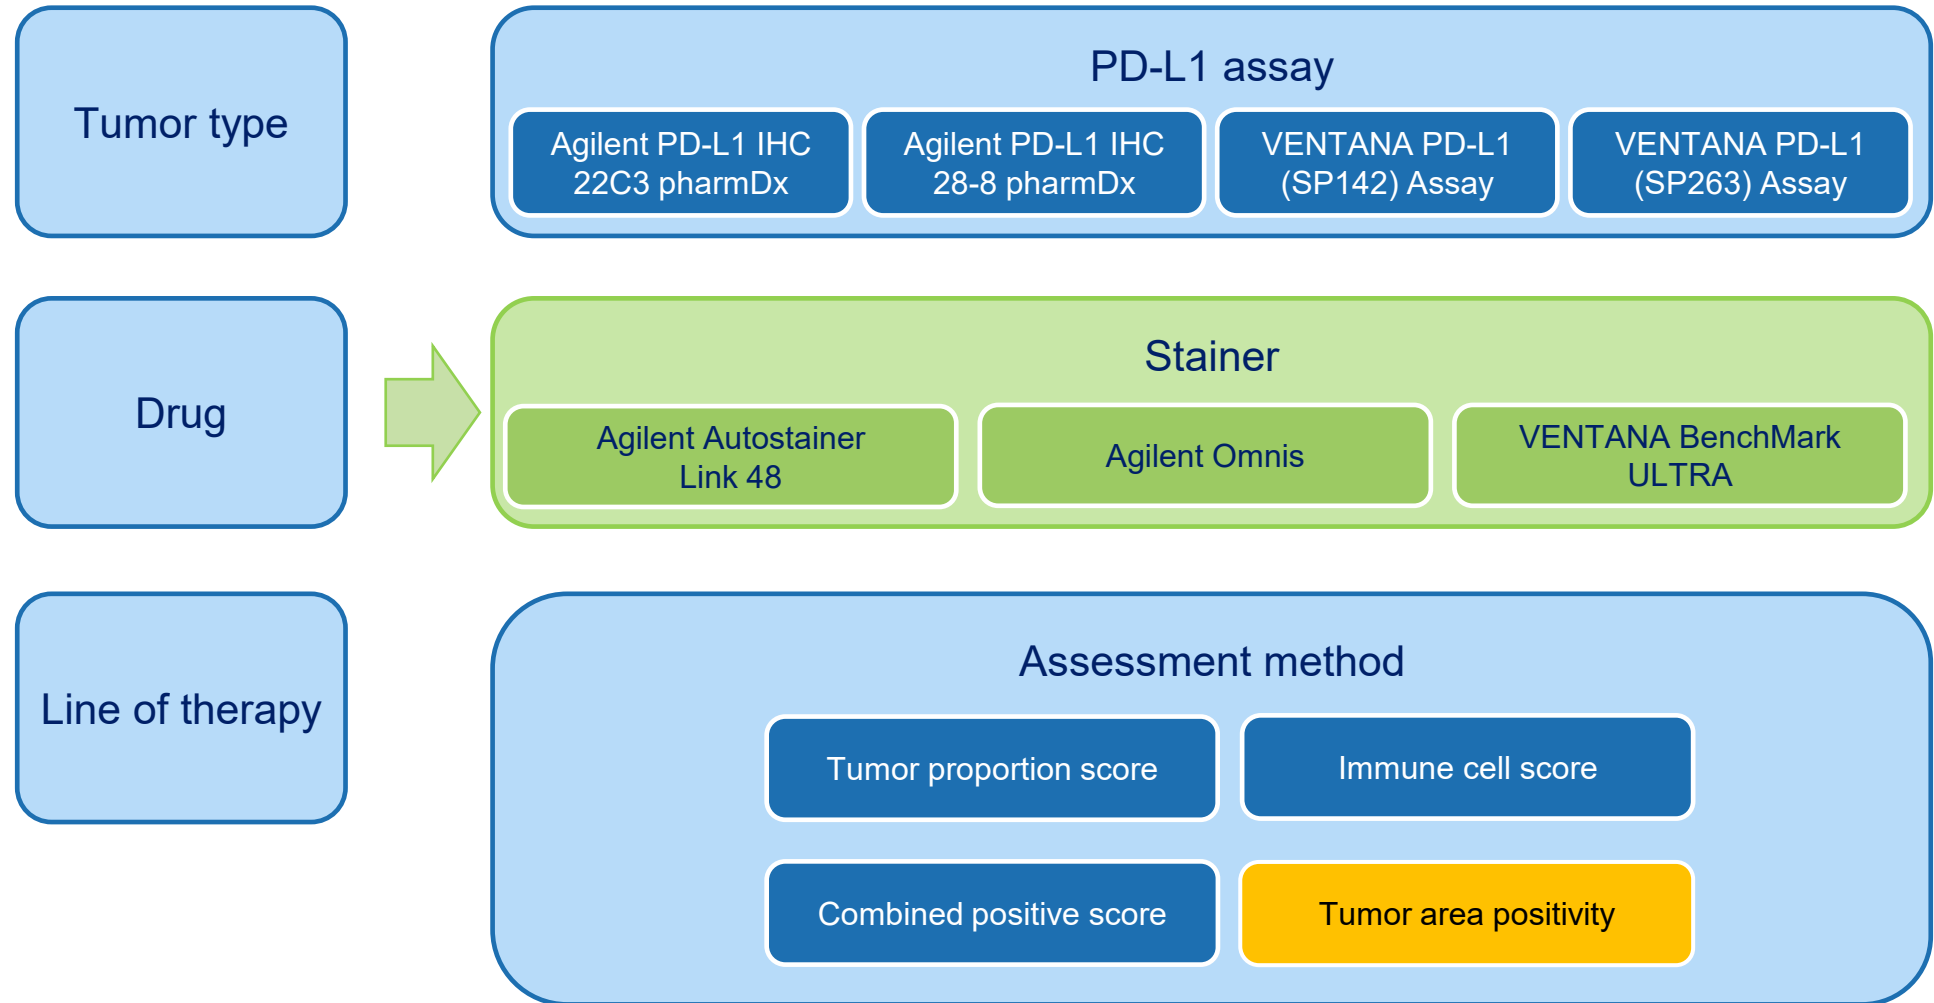 Tumor type
PD-L1 assay
Agilent PD-L1 IHC
22C3 pharmDx
Agilent PD-L1 IHC
28-8 pharmDx
VENTANA PD-L1
(SP142) Assay
VENTANA PD-L1
(SP263) Assay
Drug
Stainer
Agilent Autostainer
Link 48
Agilent Omnis
VENTANA BenchMark
ULTRA
Line of therapy
Assessment method
Tumor proportion score
Immune cell score
Combined positive score
Tumor area positivity